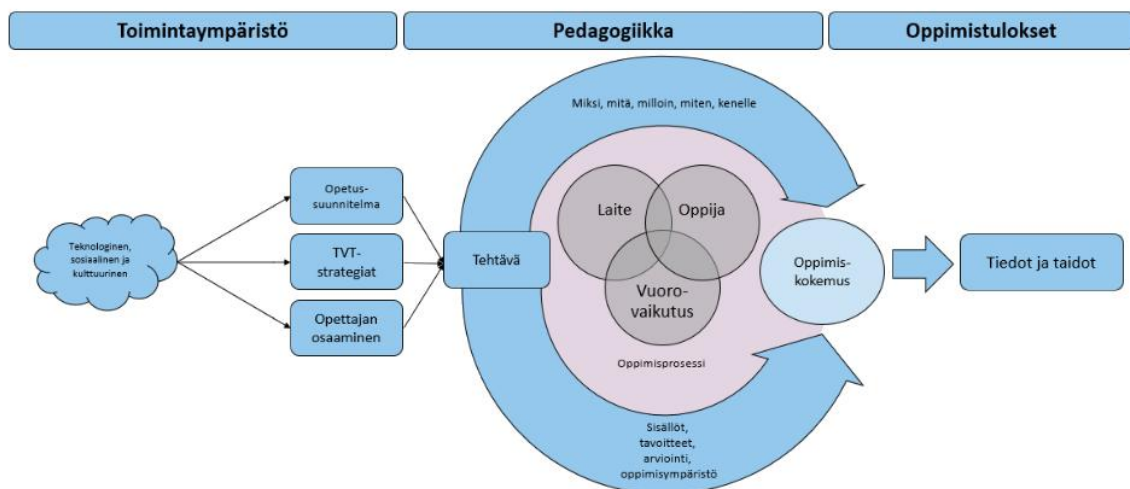 Toimintaympäristö
Pedagogiikka
Oppimistulokset
Miksi, mitä, milloin, miten, kenelle
Teknologinen,
sosiaalinen ja
kulttuurinen
Opetus-
suunnitelma
TVT-
strategiat
Opettajan
osaaminen
Tehtävä
Laite
Oppija
Vuoro-
vaikutus
Oppimisprosessi
Oppimis-
kokemus
Tiedot ja taidot
Sisällöt,
tavoitteet,
arviointi,
oppimisympäristö